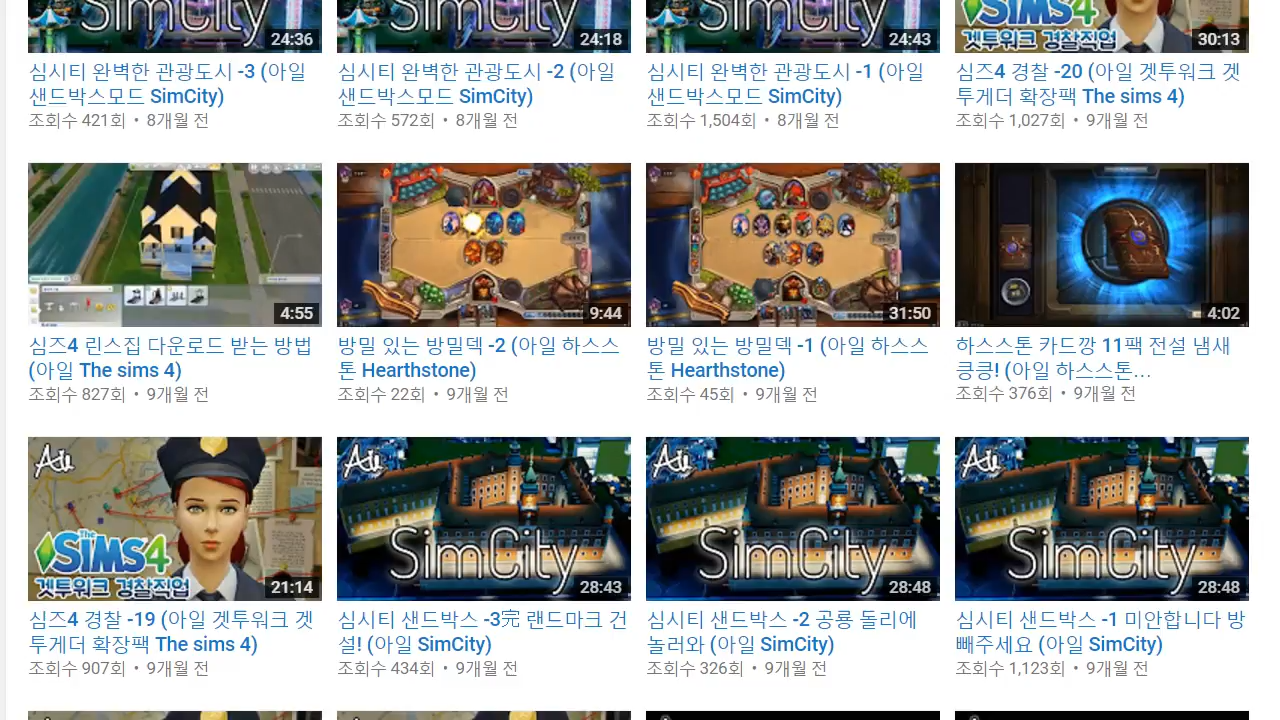 SimCity
24:36
SimCity
24:18
SimCity
24:43
SIMS4
겟투워크 경찰직업
30:13
심시티 완벽한 관광도시 -3 (아일
샌드박스모드 SimCity)
조회수 421회 • 8개월 전
심시티 완벽한 관광도시 -2 (아일
샌드박스모드 SimCity)
조회수 572회 • 8개월 전
심시티 완벽한 관광도시 -1 (아일
샌드박스모드 SimCity)
조회수 1,504회 • 8개월 전
심즈4 경찰 -20 (아일 겟투워크 겟
투게더 확장팩 The sims 4)
조회수 1,027회 • 9개월 전
4:55
9:44
31:50
4:02
심즈4 린스집 다운로드 받는 방법
(아일 The sims 4)
조회수 827회 • 9개월 전
방밀 있는 방밀덱 -2 (아일 하스스
톤 Hearthstone)
조회수 22회 • 9개월 전
방밀 있는 방밀덱 -1 (아일 하스스
톤 Hearthstone)
조회수 45회 • 9개월 전
하스스톤 카드깡 11팩 전설 냄새
킁킁! (아일 하스스톤...
조회수 376회 • 9개월 전
The
SIMS4
겟투워크 경찰직업
21:14
SimCity
28:43
SimCity
28:48
SimCity
28:48
심즈4 경찰 -19 (아일 겟투워크 겟
투게더 확장팩 The sims 4)
조회수 907회 • 9개월 전
심시티 샌드박스 -3完 랜드마크 건
설! (아일 SimCity)
조회수 434회 • 9개월 전
심시티 샌드박스 -2 공룡 둘리에
놀러와 (아일 SimCity)
조회수 326회 • 9개월 전
심시티 샌드박스 -1 미안합니다 방
빼주세요 (아일 SimCity)
조회수 1,123회 • 9개월 전